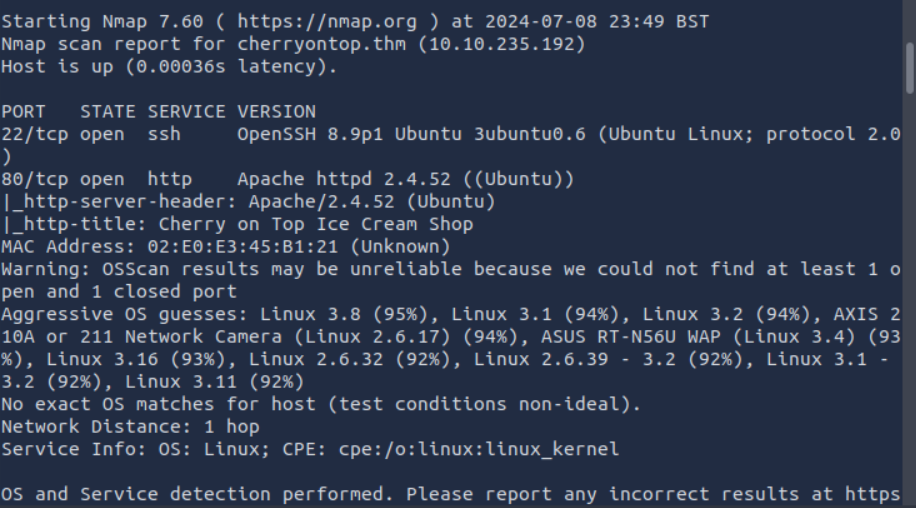 Starting Nmap 7.60 ( https://nmap.org ) at 2024-07-08 23:49 BST
Nmap scan report for cherryontop.thm (10.10.235.192)
Host is up (0.00036s latency).
PORT   STATE SERVICE VERSION
22/tcp open  ssh     OpenSSH 8.9p1 Ubuntu 3ubuntu0.6 (Ubuntu Linux; protocol 2.0
)
80/tcp open  http    Apache httpd 2.4.52 ((Ubuntu))
|_http-server-header: Apache/2.4.52 (Ubuntu)
|_http-title: Cherry on Top Ice Cream Shop
MAC Address: 02:E0:E3:45:B1:21 (Unknown)
Warning: OSScan results may be unreliable because we could not find at least 1 o
pen and 1 closed port
Aggressive OS guesses: Linux 3.8 (95%), Linux 3.1 (94%), Linux 3.2 (94%), AXIS 2
10A or 211 Network Camera (Linux 2.6.17) (94%), ASUS RT-N56U WAP (Linux 3.4) (93
%), Linux 3.16 (93%), Linux 2.6.32 (92%), Linux 2.6.39 - 3.2 (92%), Linux 3.1 -
3.2 (92%), Linux 3.11 (92%)
No exact OS matches for host (test conditions non-ideal).
Network Distance: 1 hop
Service Info: OS: Linux; CPE: cpe:/o:linux:linux_kernel
OS and Service detection performed. Please report any incorrect results at https